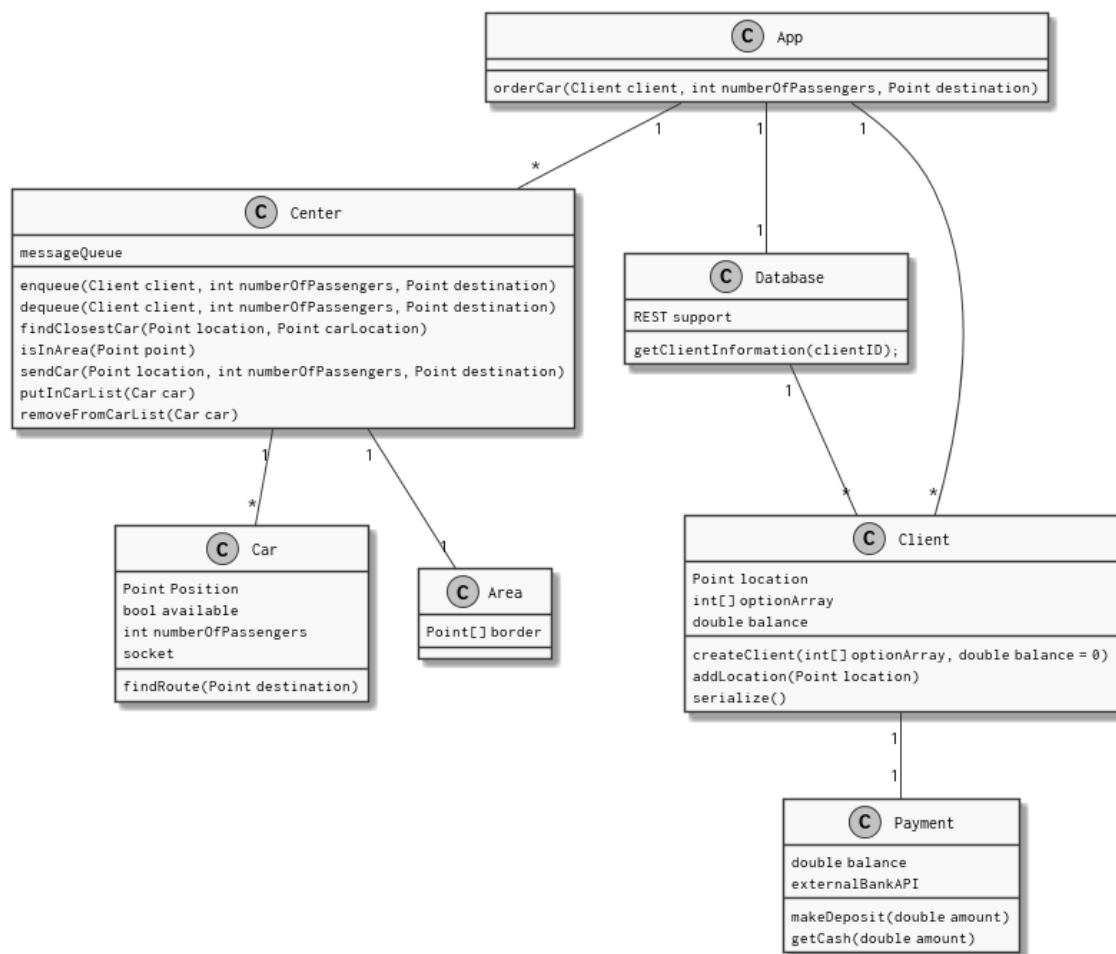 C App
orderCar(Client client, int numberOfPassengers, Point destination)
1 1 1
*
C Center
messageQueue
enqueue(Client client, int numberOfPassengers, Point destination)
dequeue(Client client, int numberOfPassengers, Point destination)
findClosestCar(Point location, Point carLocation)
isInArea(Point point)
sendCar(Point location, int numberOfPassengers, Point destination)
putInCarList(Car car)
removeFromCarList(Car car)
1
C Database
REST support
getClientInformation(clientID);
1
1 1
* 1
* *
C Car
Point Position
bool available
int numberOfPassengers
socket
findRoute(Point destination)
C Area
Point[] border
C Client
Point location
int[] optionArray
double balance
createClient(int[] optionArray, double balance = 0)
addLocation(Point location)
serialize()
1
1
C Payment
double balance
externalBankAPI
makeDeposit(double amount)
getCash(double amount)